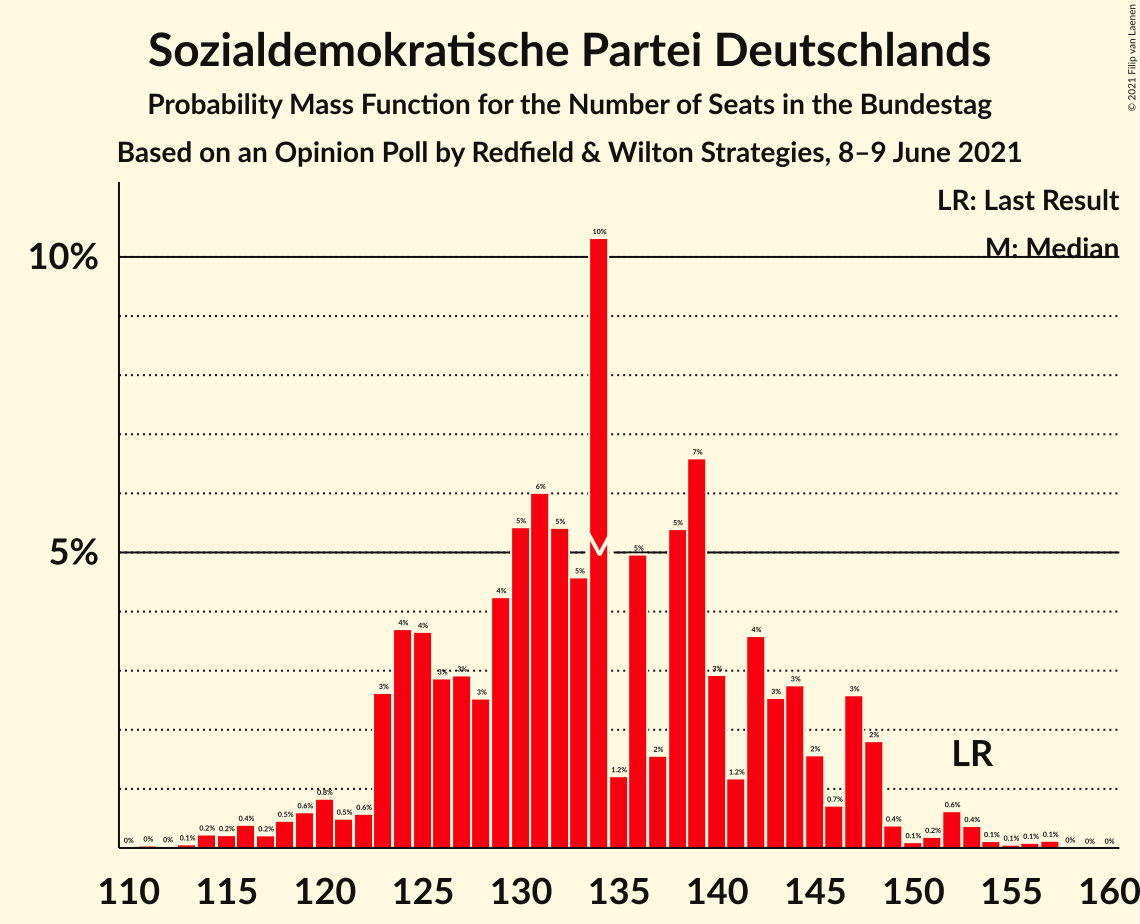 Sozialdemokratische Partei Deutschlands
Probability Mass Function for the Number of Seats in the Bundestag
Based on an Opinion Poll by Redfield & Wilton Strategies, 8–9 June 2021
© 2021 Filip van Laenen
LR: Last Result
M: Median
10%
5%
0% 0% 0% 0.1% 0.2% 0.2% 0.4% 0.2% 0.5% 0.6% 0.8% 0.5% 0.6% 3% 4% 4% 3% 3% 3% 4% 5% 6% 5% 5% 10% 1.2% 5% 2% 5% 7% 3% 1.2% 4% 3% 3% 2% 0.7% 3% 2% 0.4% 0.1% 0.2% 0.6% 0.4% 0.1% 0.1% 0.1% 0.1% 0% 0% 0%
M
LR
110 115 120 125 130 135 140 145 150 155 160